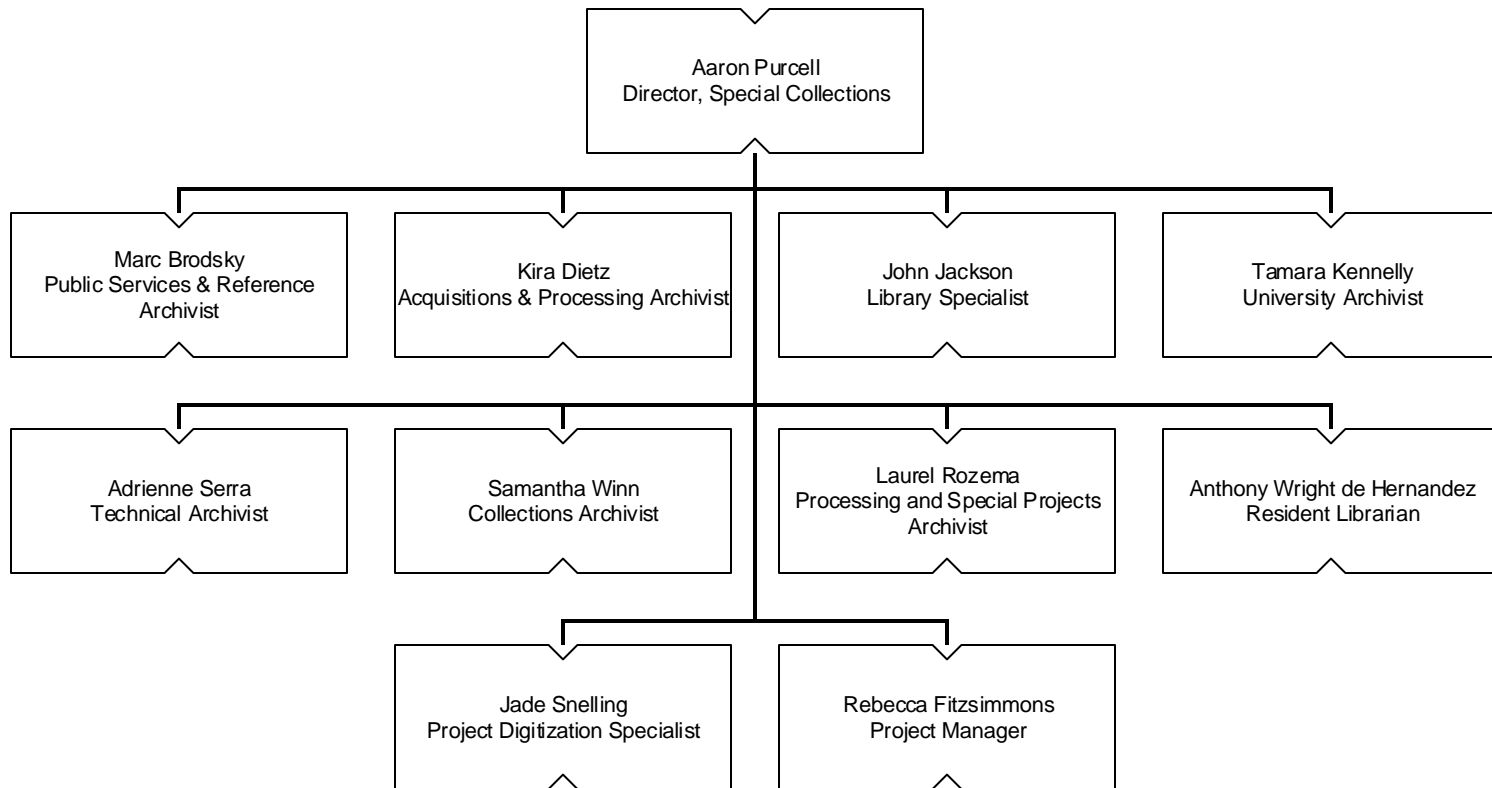 Aaron Purcell
Director, Special Collections
Marc Brodsky
Public Services & Reference
Archivist
Kira Dietz
Acquisitions & Processing Archivist
John Jackson
Library Specialist
Tamara Kennelly
University Archivist
Adrienne Serra
Technical Archivist
Samantha Winn
Collections Archivist
Laurel Rozema
Processing and Special Projects
Archivist
Anthony Wright de Hernandez
Resident Librarian
Jade Snelling
Project Digitization Specialist
Rebecca Fitzsimmons
Project Manager